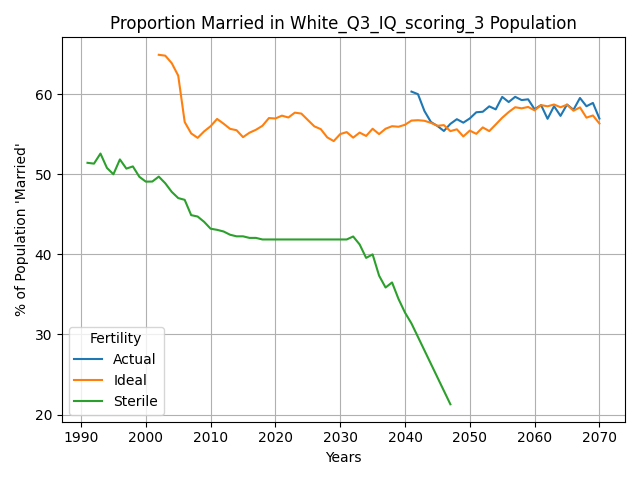 Proportion Married in White_Q3_IQ_scoring_3 Population
% of Population 'Married'
60
50
40
30
20
Fertility
Actual
Ideal
Sterile
1990 2000 2010 2020 2030 2040 2050 2060 2070
Years